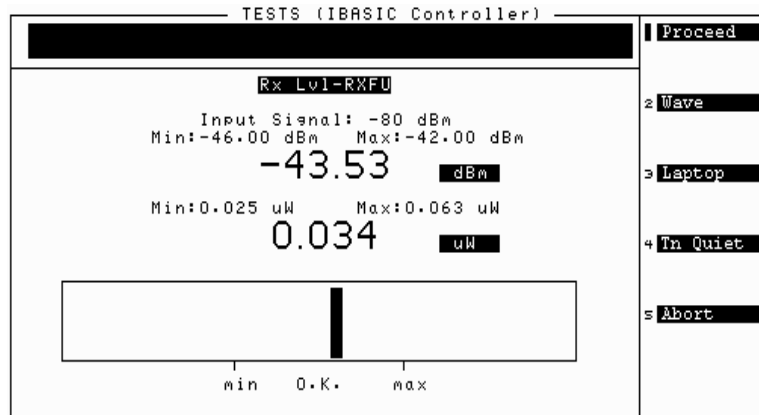 TESTS (IBASIC Controller)
Rx Lvl-RXFU
Input Signal: -80 dBm
Min:-46.00 dBm Max:-42.00 dBm
-43.53 dBm
Min:0.025 uW Max:0.063 uW
0.034 uW
min O.K. max
1 Proceed
2 Wave
3 Laptop
4 Tn Quiet
5 Abort